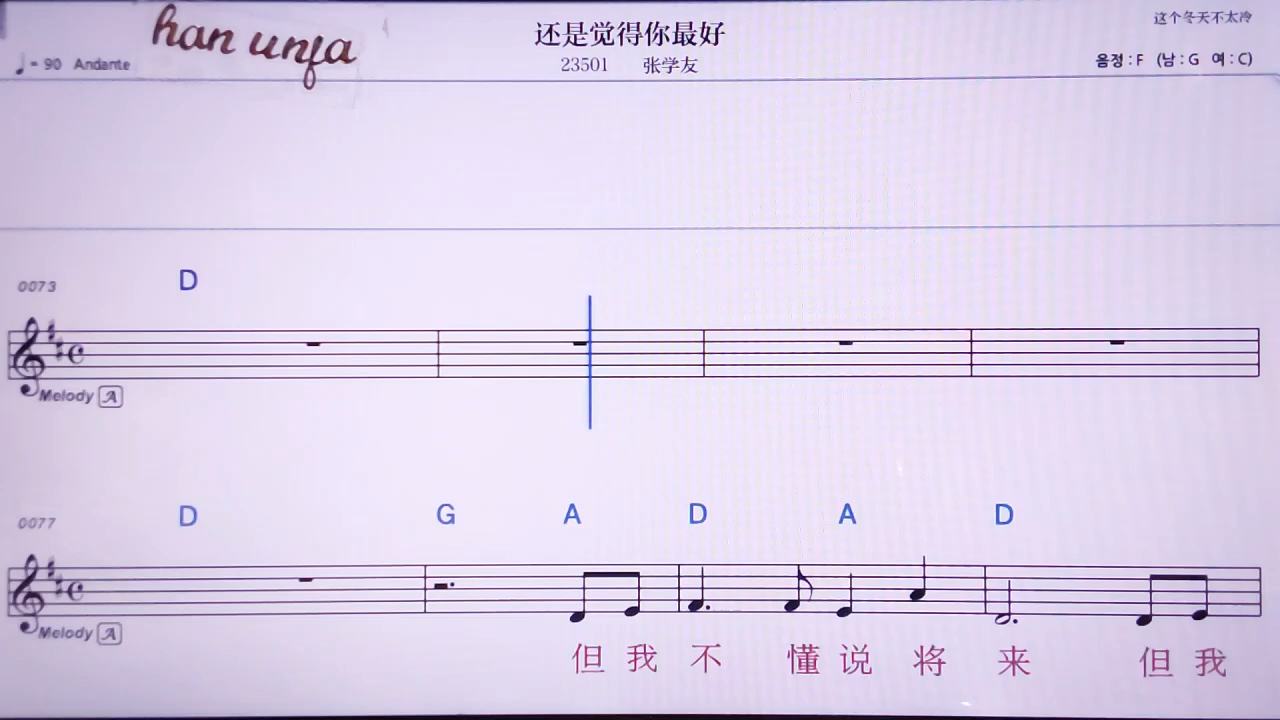 han unfa
还是觉得你最好
这个冬天不太冷
♩= 90 Andante
23501 张学友
음정 : F (남 : G 여 : C)
0073
D
Melody A
0077
D G A D A D
Melody A
但 我 不 懂 说 将 来 但 我